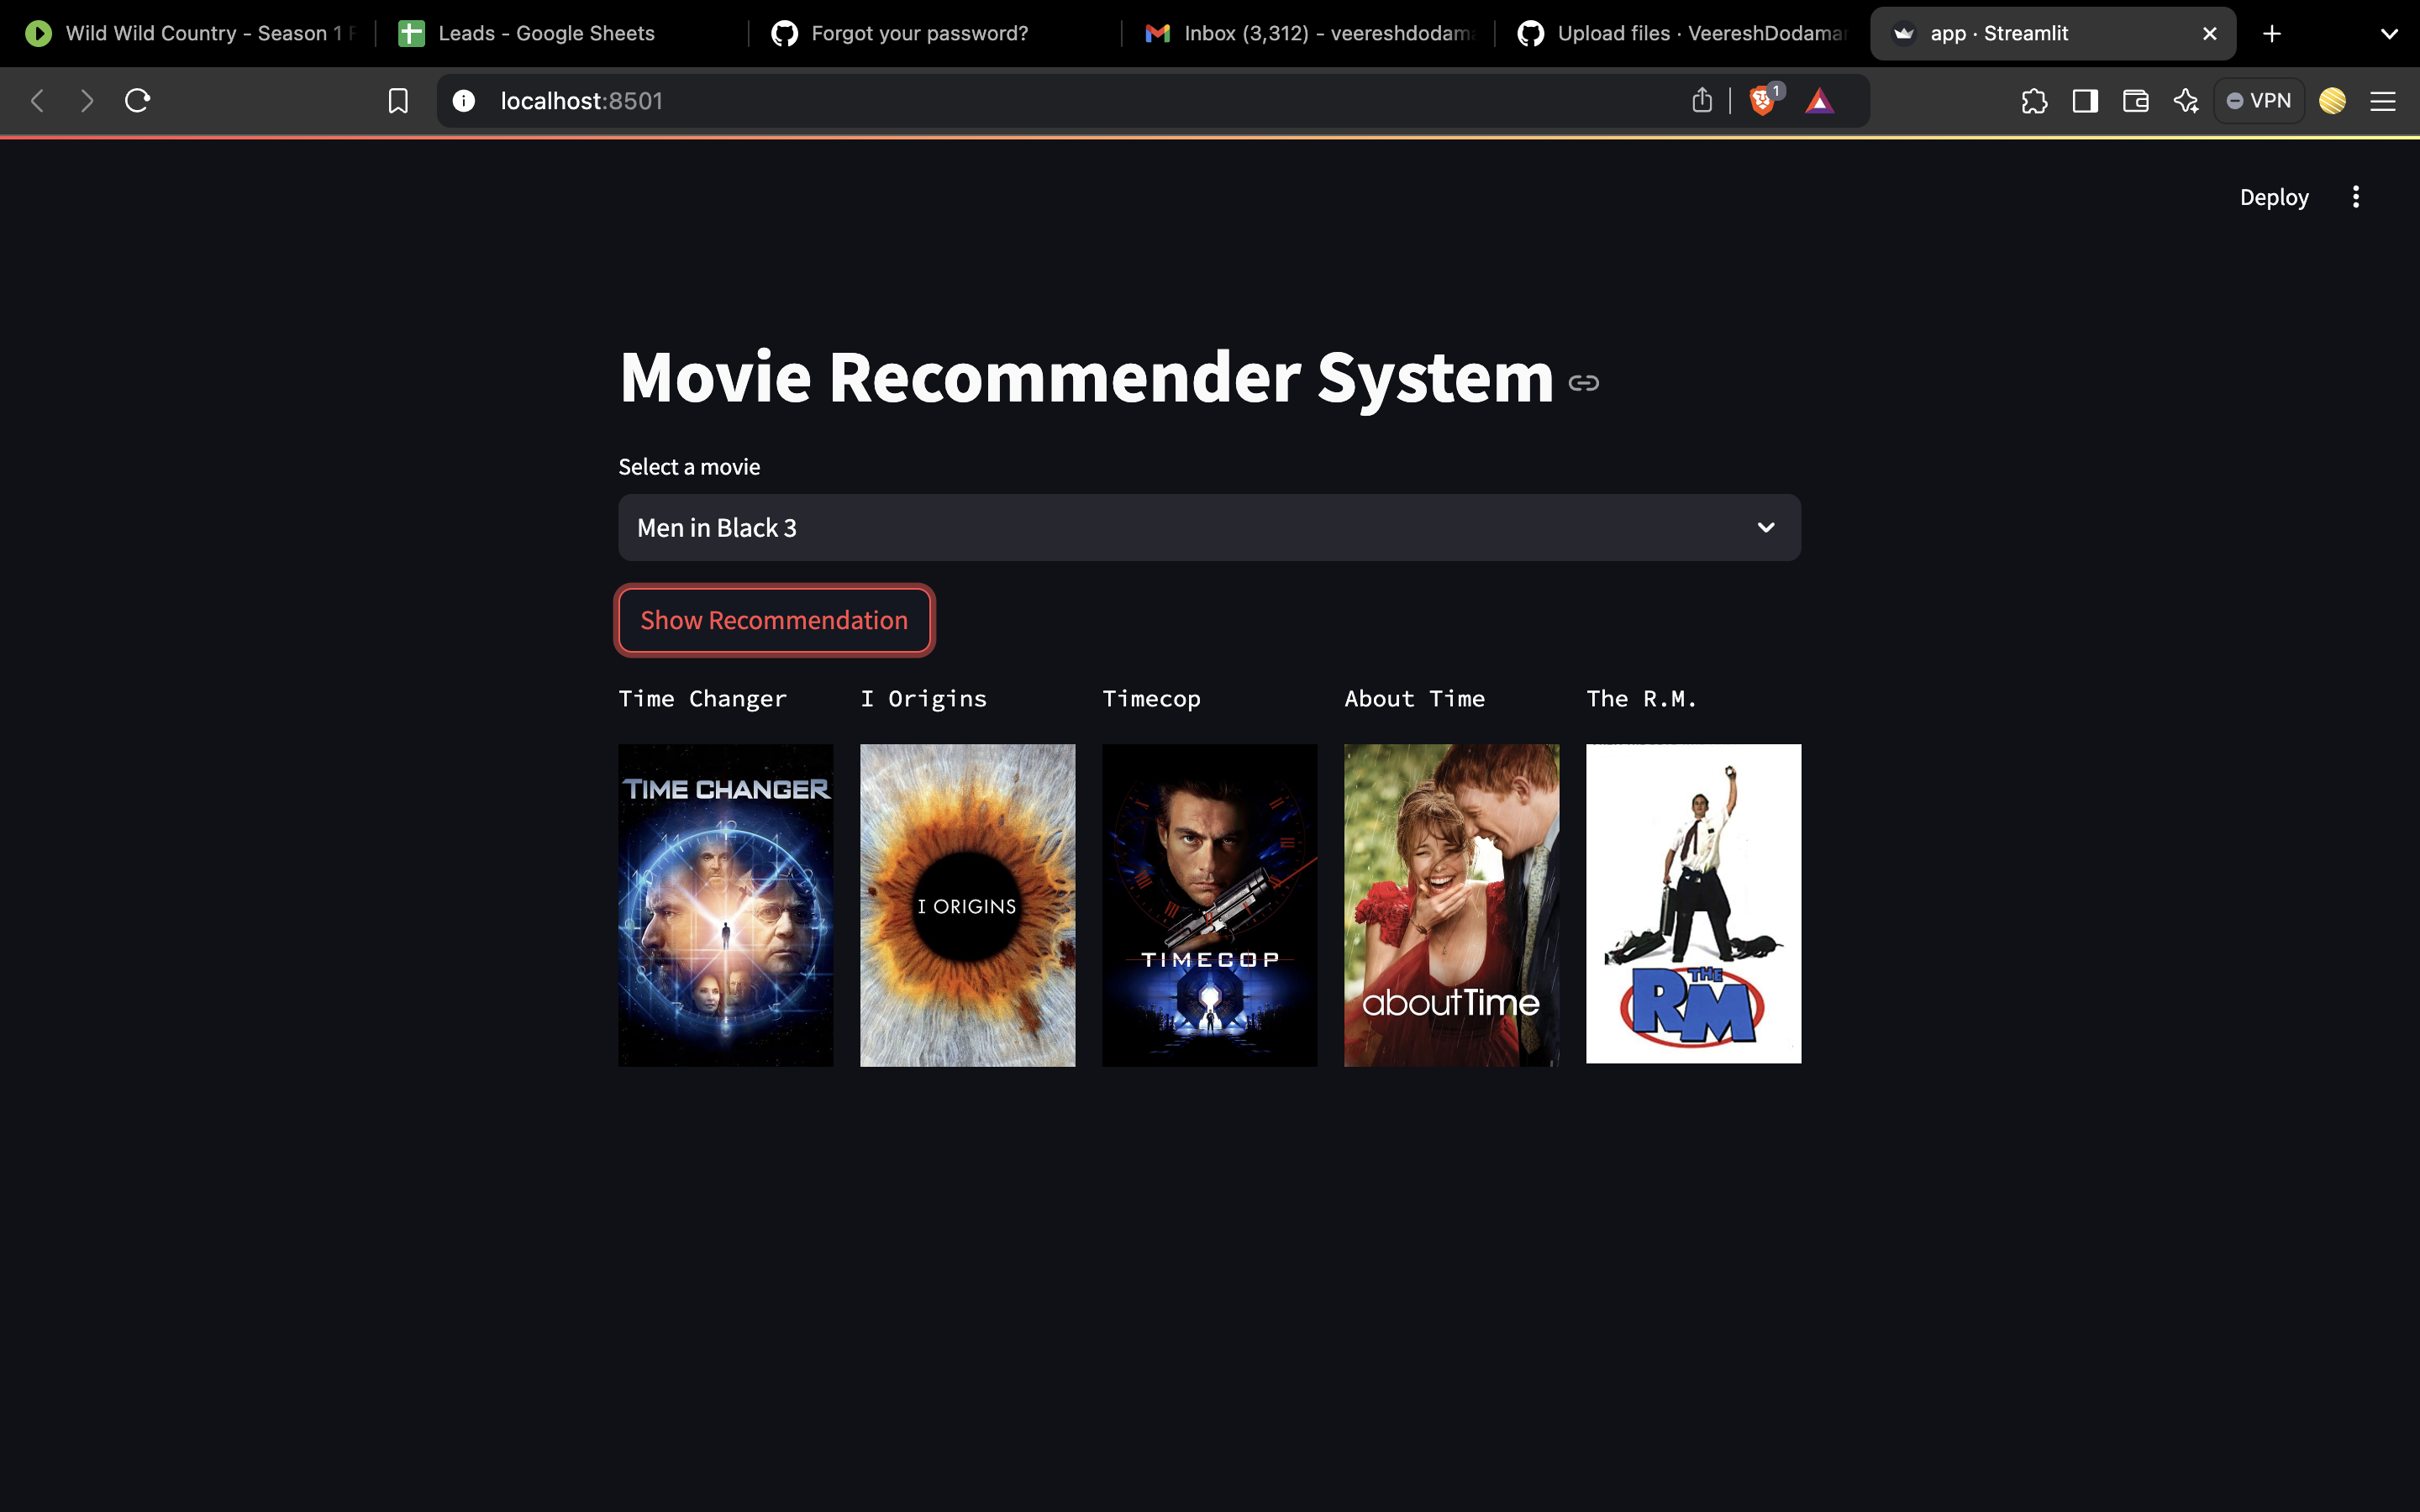 Wild Wild Country - Season 1 F
Leads - Google Sheets
Forgot your password?
Inbox (3,312) - veereshdodam
Upload files · VeereshDodama
app · Streamlit
localhost:8501
1
VPN
Deploy
Movie Recommender System
Select a movie
Men in Black 3
Show Recommendation
Time Changer
I Origins
Timecop
About Time
The R.M.
TIME CHANGER
I ORIGINS
TIMECOP
aboutTime
THE
RM